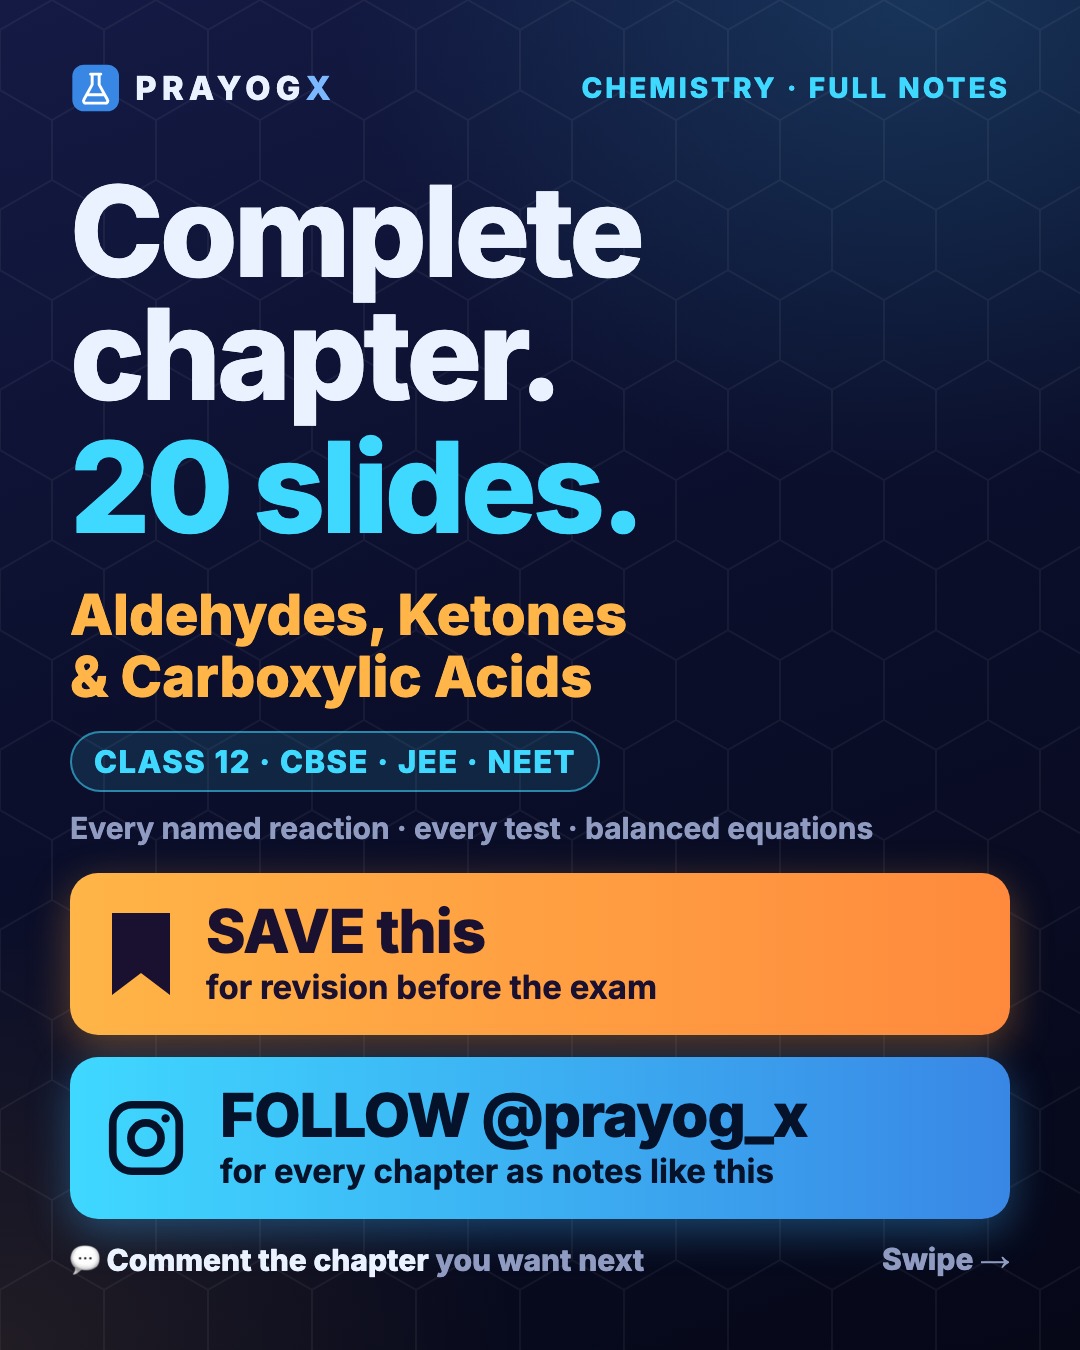 PRAYOGX
CHEMISTRY · FULL NOTES
Complete
chapter.
20 slides.
Aldehydes, Ketones
& Carboxylic Acids
CLASS 12 · CBSE · JEE · NEET
Every named reaction · every test · balanced equations
SAVE this
for revision before the exam
FOLLOW @prayog_x
for every chapter as notes like this
💬 Comment the chapter you want next
Swipe →